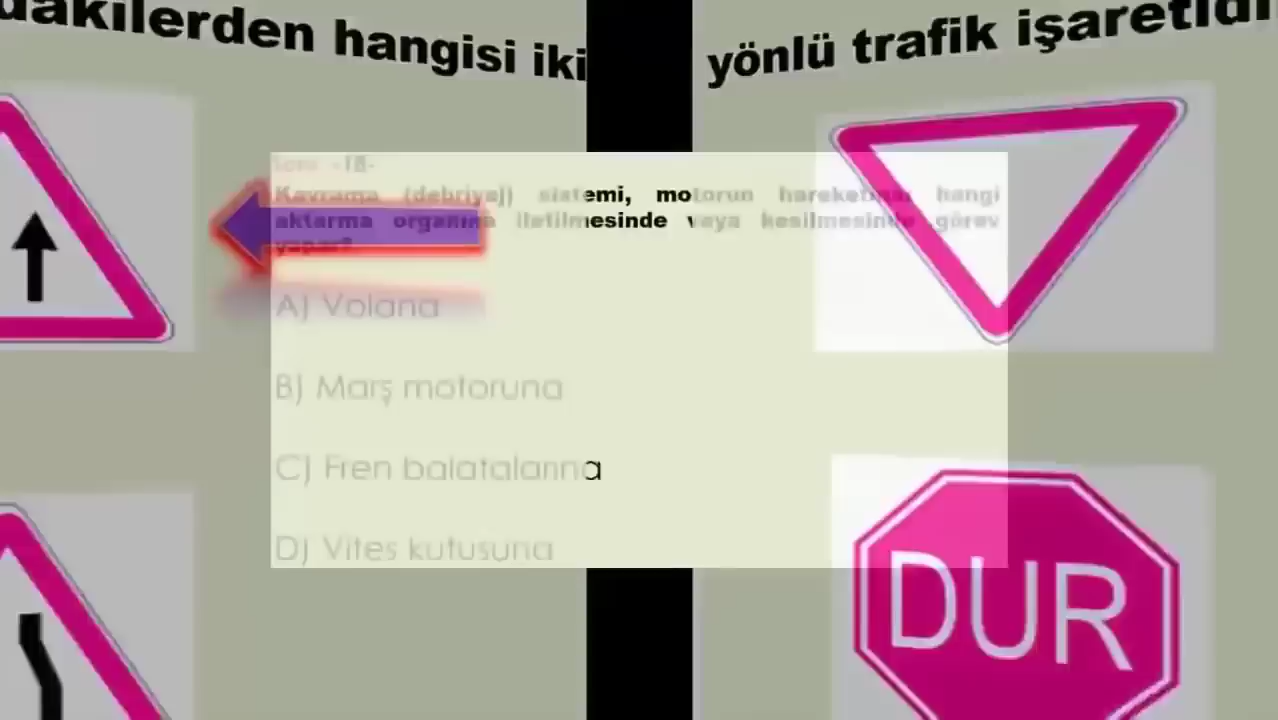 dakilerden hangisi iki yönlü trafik işaretidi
Soru -18-
Kavrama (debriyaj) sistemi, motorun hareketinin hangi
aktarma organına iletilmesinde veya kesilmesinde görev
yapar?
A) Volana
B) Marş motoruna
C) Fren balatalarına
D) Vites kutusuna
DUR